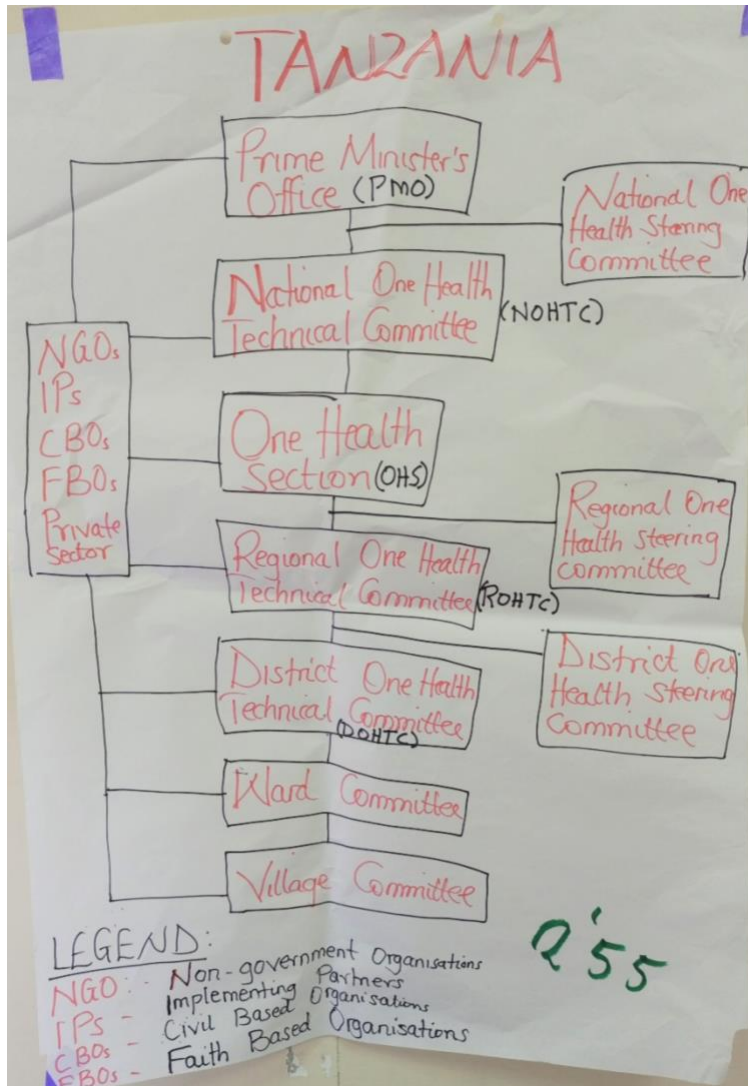 TANZANIA
Prime Minister's
Office (PMO)
National One
Health Steering
Committee
National One Health
Technical Committee
(NOHTC)
NGOs
IPs
CBOs
FBOs
Private
Sector
One Health
Section (OHS)
Regional One
Health Steering
committee
Regional One Health
Technical Committee (ROHTC)
District One Health
Technical Committee
(DOHTC)
District One
Health Steering
Committee
Ward Committee
Village Committee
LEGEND:
NGO - Non-government Organisations
IPs - Implementing Partners
CBOs - Civil Based Organisations
FBOs - Faith Based Organisations
2'55